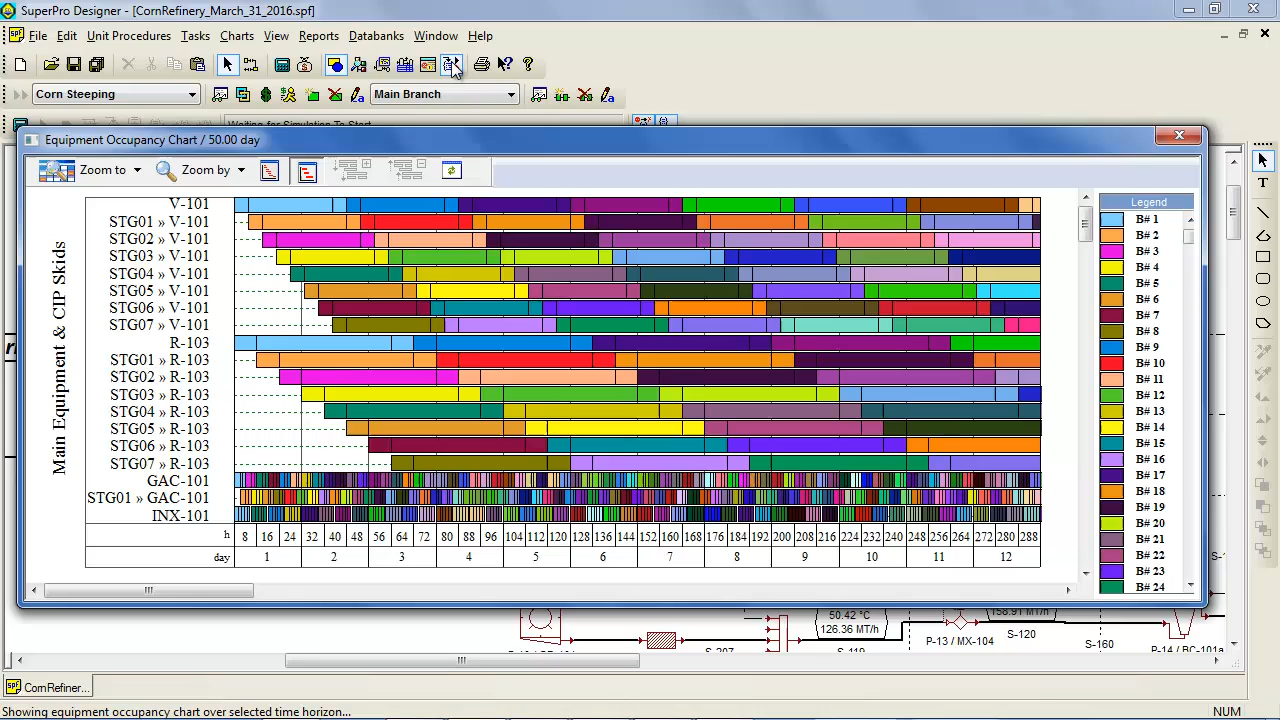 SuperPro Designer - [CornRefinery_March_31_2016.spf]
File Edit Unit Procedures Tasks Charts View Reports Databanks Window Help
Corn Steeping Main Branch
Equipment Occupancy Chart / 50.00 day
Zoom to Zoom by
Main Equipment & CIP Skids
V-101
STG01 » V-101
STG02 » V-101
STG03 » V-101
STG04 » V-101
STG05 » V-101
STG06 » V-101
STG07 » V-101
R-103
STG01 » R-103
STG02 » R-103
STG03 » R-103
STG04 » R-103
STG05 » R-103
STG06 » R-103
STG07 » R-103
GAC-101
STG01 » GAC-101
INX-101
h 8 16 24 32 40 48 56 64 72 80 88 96 104 112 120 128 136 144 152 160 168 176 184 192 200 208 216 224 232 240 248 256 264 272 280 288
day 1 2 3 4 5 6 7 8 9 10 11 12
Legend
B# 1
B# 2
B# 3
B# 4
B# 5
B# 6
B# 7
B# 8
B# 9
B# 10
B# 11
B# 12
B# 13
B# 14
B# 15
B# 16
B# 17
B# 18
B# 19
B# 20
B# 21
B# 22
B# 23
B# 24
50.42 °C
126.36 MT/h
158.91 MT/h
P-13 / MX-104
S-120
S-160
P-14 / BC-101a
CornRefiner...
Showing equipment occupancy chart over selected time horizon...
NUM